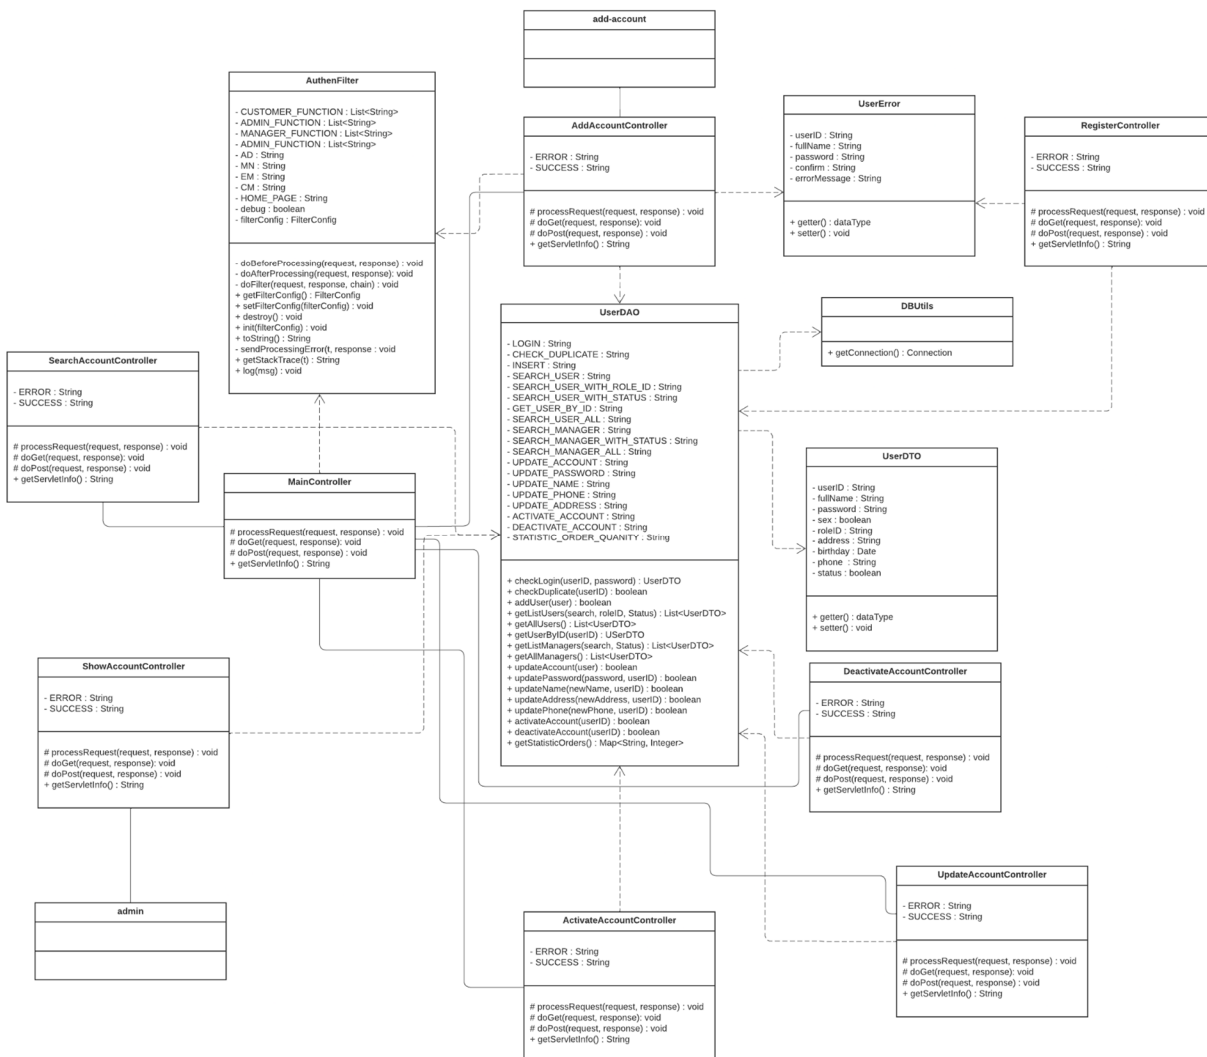 add-account
AuthenFilter
- CUSTOMER_FUNCTION : List<String>
- ADMIN_FUNCTION : List<String>
- MANAGER_FUNCTION : List<String>
- ADMIN_FUNCTION : List<String>
- AD : String
- MN : String
- EM : String
- CM : String
- HOME_PAGE : String
- debug : boolean
- filterConfig : FilterConfig
- doBeforeProcessing(request, response) : void
- doAfterProcessing(request, response): void
- doFilter(request, response, chain) : void
+ getFilterConfig() : FilterConfig
+ setFilterConfig(filterConfig) : void
+ destroy() : void
+ init(filterConfig) : void
+ toString() : String
- sendProcessingError(t, response : void
+ getStackTrace(t) : String
+ log(msg) : void
AddAccountController
- ERROR : String
- SUCCESS : String
# processRequest(request, response) : void
# doGet(request, response): void
# doPost(request, response) : void
+ getServletInfo() : String
UserError
- userID : String
- fullName : String
- password : String
- confirm : String
- errorMessage : String
+ getter() : dataType
+ setter() : void
RegisterController
- ERROR : String
- SUCCESS : String
# processRequest(request, response) : void
# doGet(request, response): void
# doPost(request, response) : void
+ getServletInfo() : String
DBUtils
+ getConnection() : Connection
UserDAO
- LOGIN : String
- CHECK_DUPLICATE : String
- INSERT : String
- SEARCH_USER : String
- SEARCH_USER_WITH_ROLE_ID : String
- SEARCH_USER_WITH_STATUS : String
- GET_USER_BY_ID : String
- SEARCH_USER_ALL : String
- SEARCH_MANAGER : String
- SEARCH_MANAGER_WITH_STATUS : String
- SEARCH_MANAGER_ALL : String
- UPDATE_ACCOUNT : String
- UPDATE_PASSWORD : String
- UPDATE_NAME : String
- UPDATE_PHONE : String
- UPDATE_ADDRESS : String
- ACTIVATE_ACCOUNT : String
- DEACTIVATE_ACCOUNT : String
- STATISTIC_ORDER_QUANITY : String
+ checkLogin(userID, password) : UserDTO
+ checkDuplicate(userID) : boolean
+ addUser(user) : boolean
+ getListUsers(search, roleID, Status) : List<UserDTO>
+ getAllUsers() : List<UserDTO>
+ getUserByID(userID) : USerDTO
+ getListManagers(search, Status) : List<UserDTO>
+ getAllManagers() : List<UserDTO>
+ updateAccount(user) : boolean
+ updatePassword(password, userID) : boolean
+ updateName(newName, userID) : boolean
+ updateAddress(newAddress, userID) : boolean
+ updatePhone(newPhone, userID) : boolean
+ activateAccount(userID) : boolean
+ deactivateAccount(userID) : boolean
+ getStatisticOrders() : Map<String, Integer>
SearchAccountController
- ERROR : String
- SUCCESS : String
# processRequest(request, response) : void
# doGet(request, response): void
# doPost(request, response) : void
+ getServletInfo() : String
MainController
# processRequest(request, response) : void
# doGet(request, response): void
# doPost(request, response) : void
+ getServletInfo() : String
UserDTO
- userID : String
- fullName : String
- password : String
- sex : boolean
- roleID : String
- address : String
- birthday : Date
- phone : String
- status : boolean
+ getter() : dataType
+ setter() : void
ShowAccountController
- ERROR : String
- SUCCESS : String
# processRequest(request, response) : void
# doGet(request, response): void
# doPost(request, response) : void
+ getServletInfo() : String
DeactivateAccountController
- ERROR : String
- SUCCESS : String
# processRequest(request, response) : void
# doGet(request, response): void
# doPost(request, response) : void
+ getServletInfo() : String
admin
ActivateAccountController
- ERROR : String
- SUCCESS : String
# processRequest(request, response) : void
# doGet(request, response): void
# doPost(request, response) : void
+ getServletInfo() : String
UpdateAccountController
- ERROR : String
- SUCCESS : String
# processRequest(request, response) : void
# doGet(request, response): void
# doPost(request, response) : void
+ getServletInfo() : String